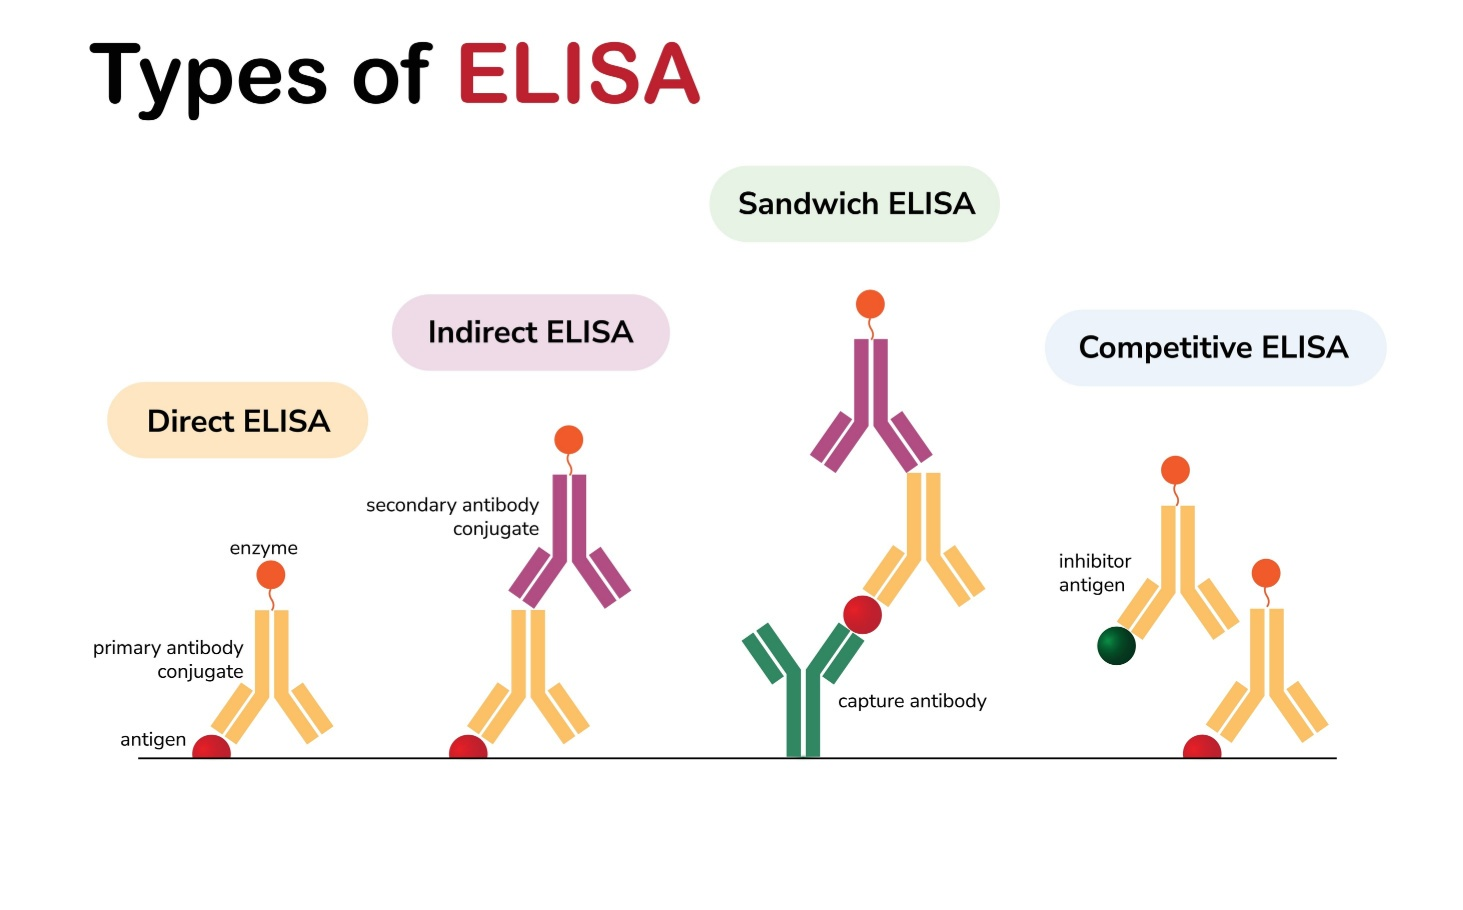 Types of ELISA
Sandwich ELISA
Indirect ELISA
Competitive ELISA
Direct ELISA
secondary antibody
conjugate
enzyme
inhibitor
antigen
primary antibody
conjugate
capture antibody
antigen